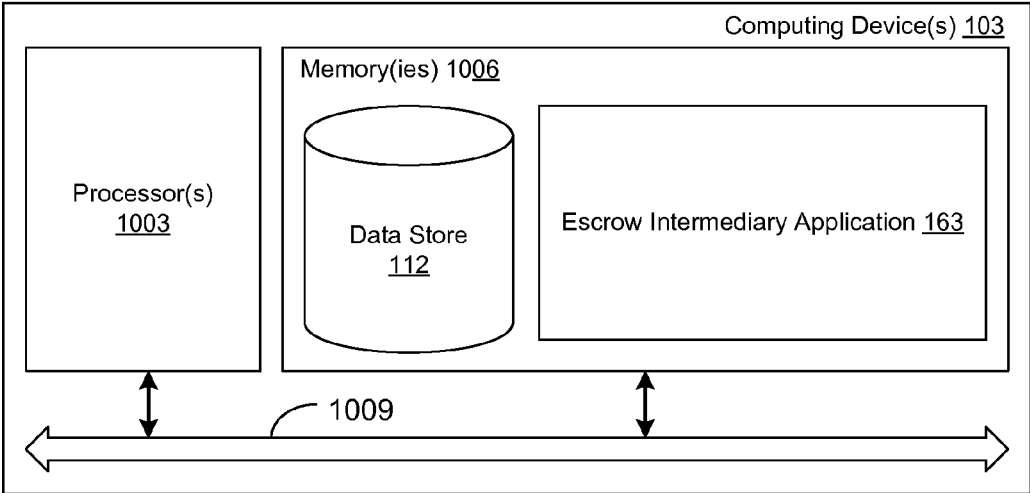 Computing Device(s) 103
Memory(ies) 1006
Processor(s)
1003
Data Store
112
Escrow Intermediary Application 163
1009